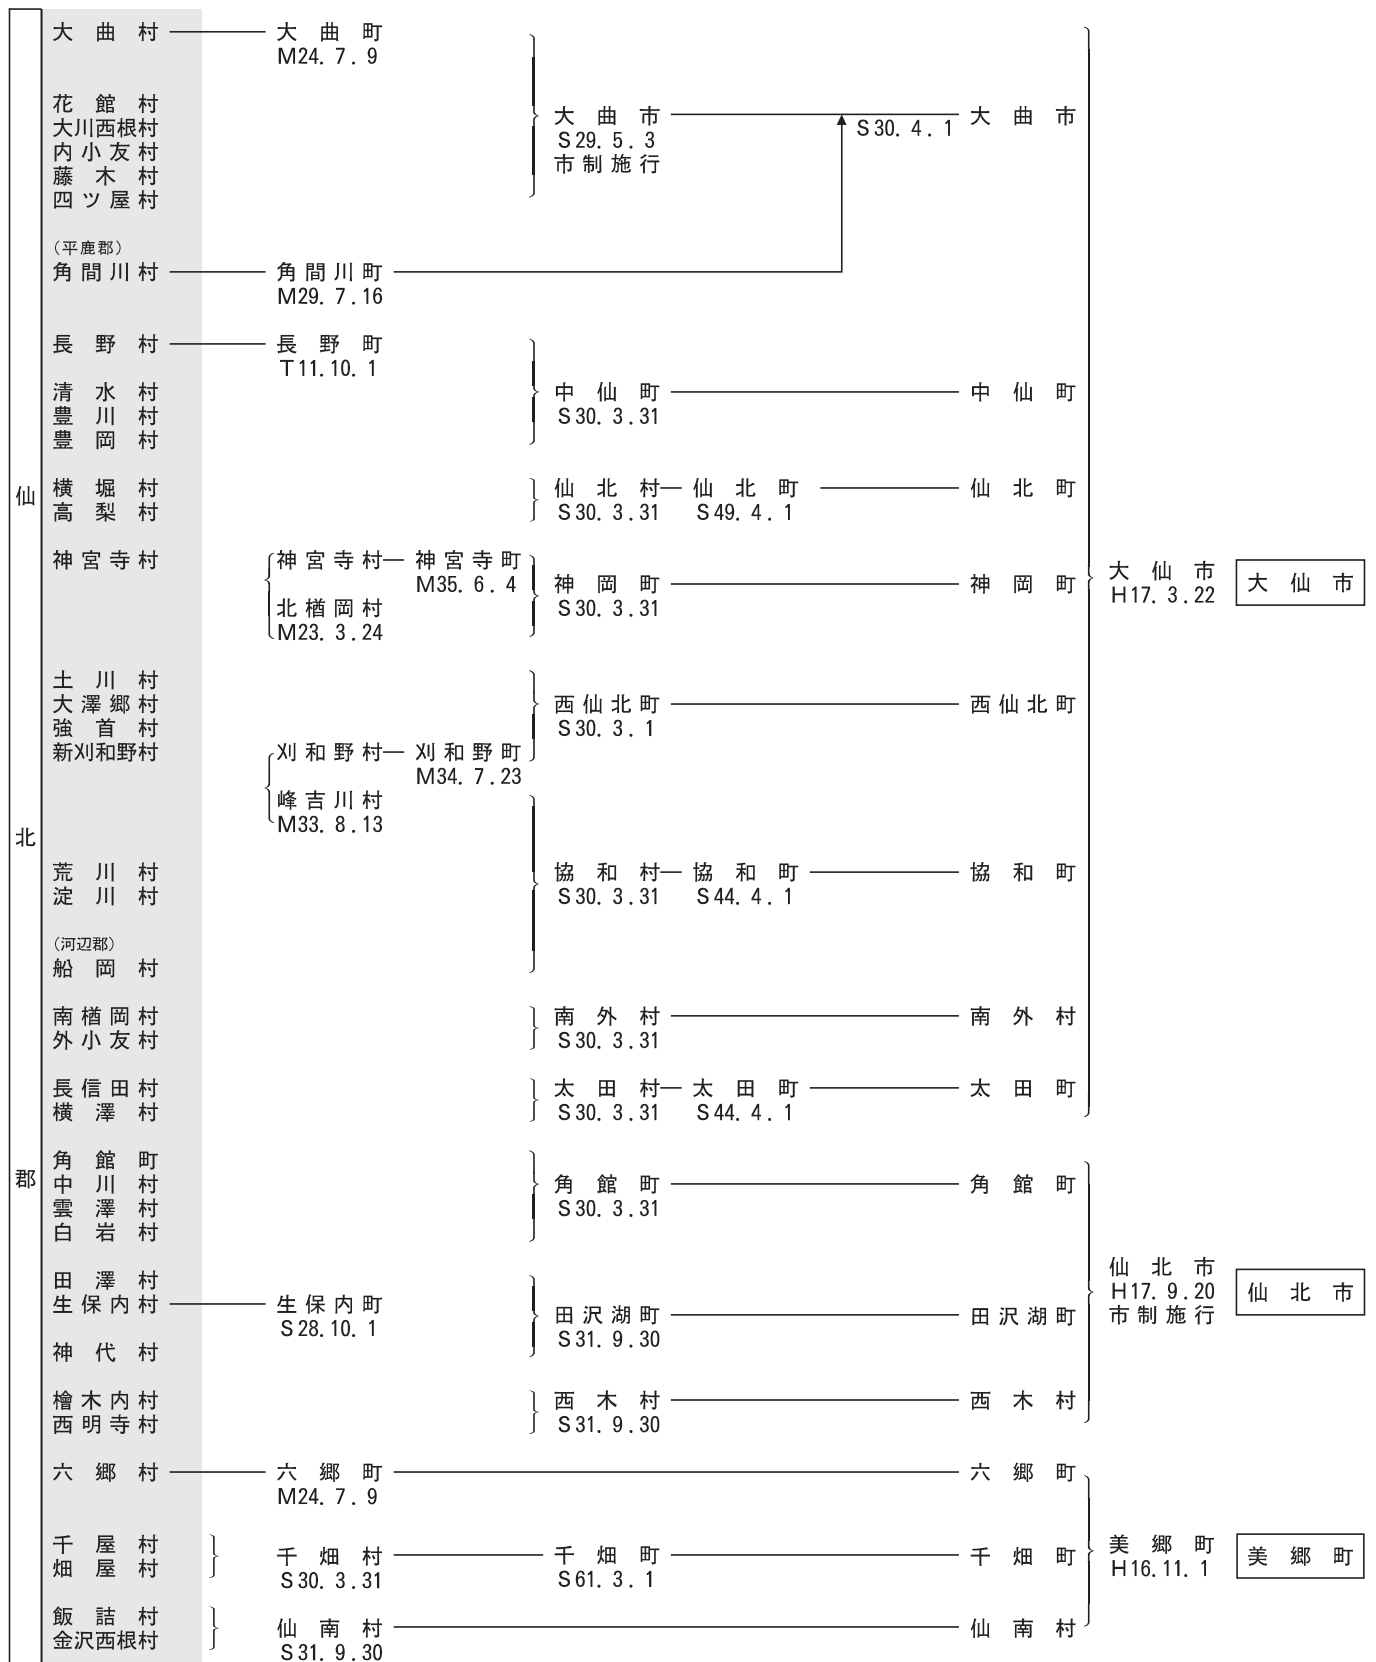 仙北郡
大曲村 大曲町
M24. 7. 9
花館村
大川西根村
内小友村
藤木村
四ツ屋村
大曲市
S29. 5. 3
市制施行
S30. 4. 1
大曲市
(平鹿郡)
角間川村 角間川町
M29. 7. 16
長野村 長野町
T11. 10. 1
清水村
豊川村
豊岡村
中仙町 中仙町
S30. 3. 31
横堀村
高梨村
仙北村 仙北町 仙北町
S30. 3. 31 S49. 4. 1
神宮寺村 神宮寺村 神宮寺町
M35. 6. 4
北楢岡村
M23. 3. 24
神岡町 神岡町
S30. 3. 31
大仙市
H17. 3. 22
大仙市
土川村
大澤郷村
強首村
新刈和野村
西仙北町 西仙北町
S30. 3. 1
刈和野村 刈和野町
M34. 7. 23
峰吉川村
M33. 8. 13
荒川村
淀川村
協和村 協和町 協和町
S30. 3. 31 S44. 4. 1
(河辺郡)
船岡村
南楢岡村
外小友村
南外村 南外村
S30. 3. 31
長信田村
横澤村
太田村 太田町 太田町
S30. 3. 31 S44. 4. 1
角館町
中川村
雲澤村
白岩村
角館町 角館町
S30. 3. 31
田澤村
生保内村 生保内町
S28. 10. 1
神代村
田沢湖町 田沢湖町
S31. 9. 30
仙北市
H17. 9. 20
市制施行
仙北市
檜木内村
西明寺村
西木村 西木村
S31. 9. 30
六郷村 六郷町 六郷町
M24. 7. 9
千屋村
畑屋村
千畑村 千畑町 千畑町
S30. 3. 31 S61. 3. 1
美郷町
H16. 11. 1
美郷町
飯詰村
金沢西根村
仙南村 仙南村
S31. 9. 30